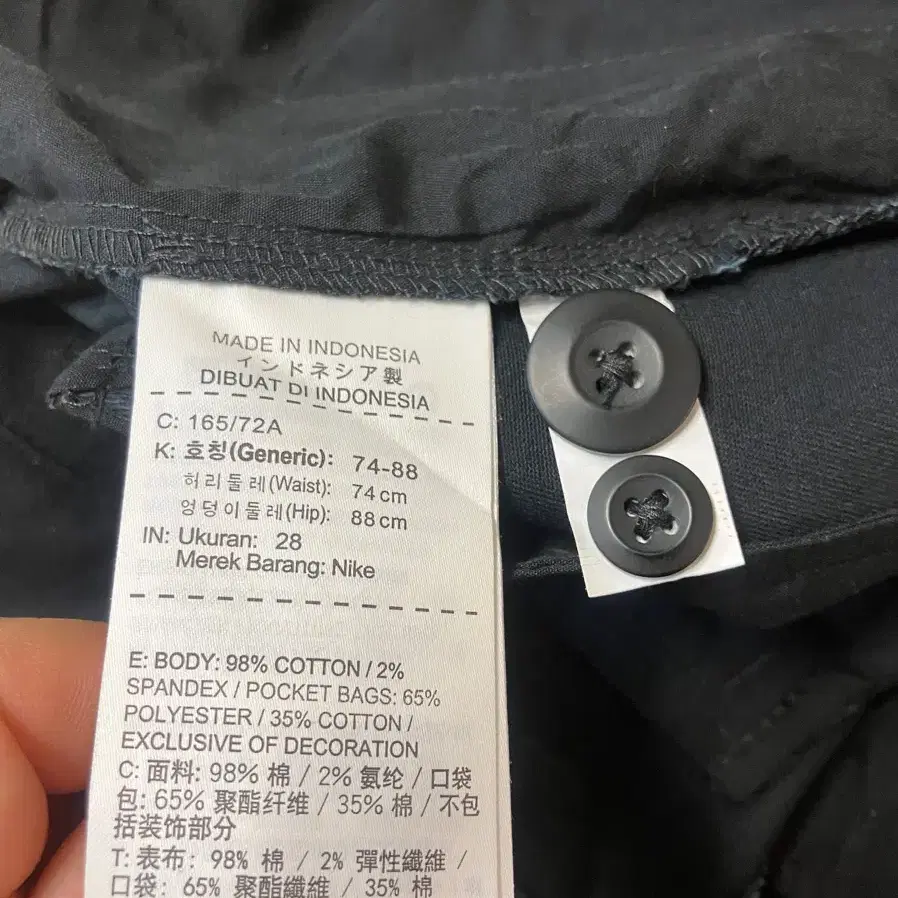 MADE IN INDONESIA
インドネシア製
DIBUAT DI INDONESIA
C: 165/72A
K: 호칭(Generic): 74-88
허리둘레(Waist): 74cm
엉덩이둘레(Hip): 88cm
IN: Ukuran: 28
Merek Barang: Nike
E: BODY: 98% COTTON / 2%
SPANDEX / POCKET BAGS: 65%
POLYESTER / 35% COTTON /
EXCLUSIVE OF DECORATION
C: 面料: 98% 棉 / 2% 氨纶 / 口袋
包: 65% 聚酯纤维 / 35% 棉 / 不包
括装饰部分
T: 表布: 98% 棉 / 2% 彈性纖維 /
口袋: 65% 聚酯纖維 / 35% 棉